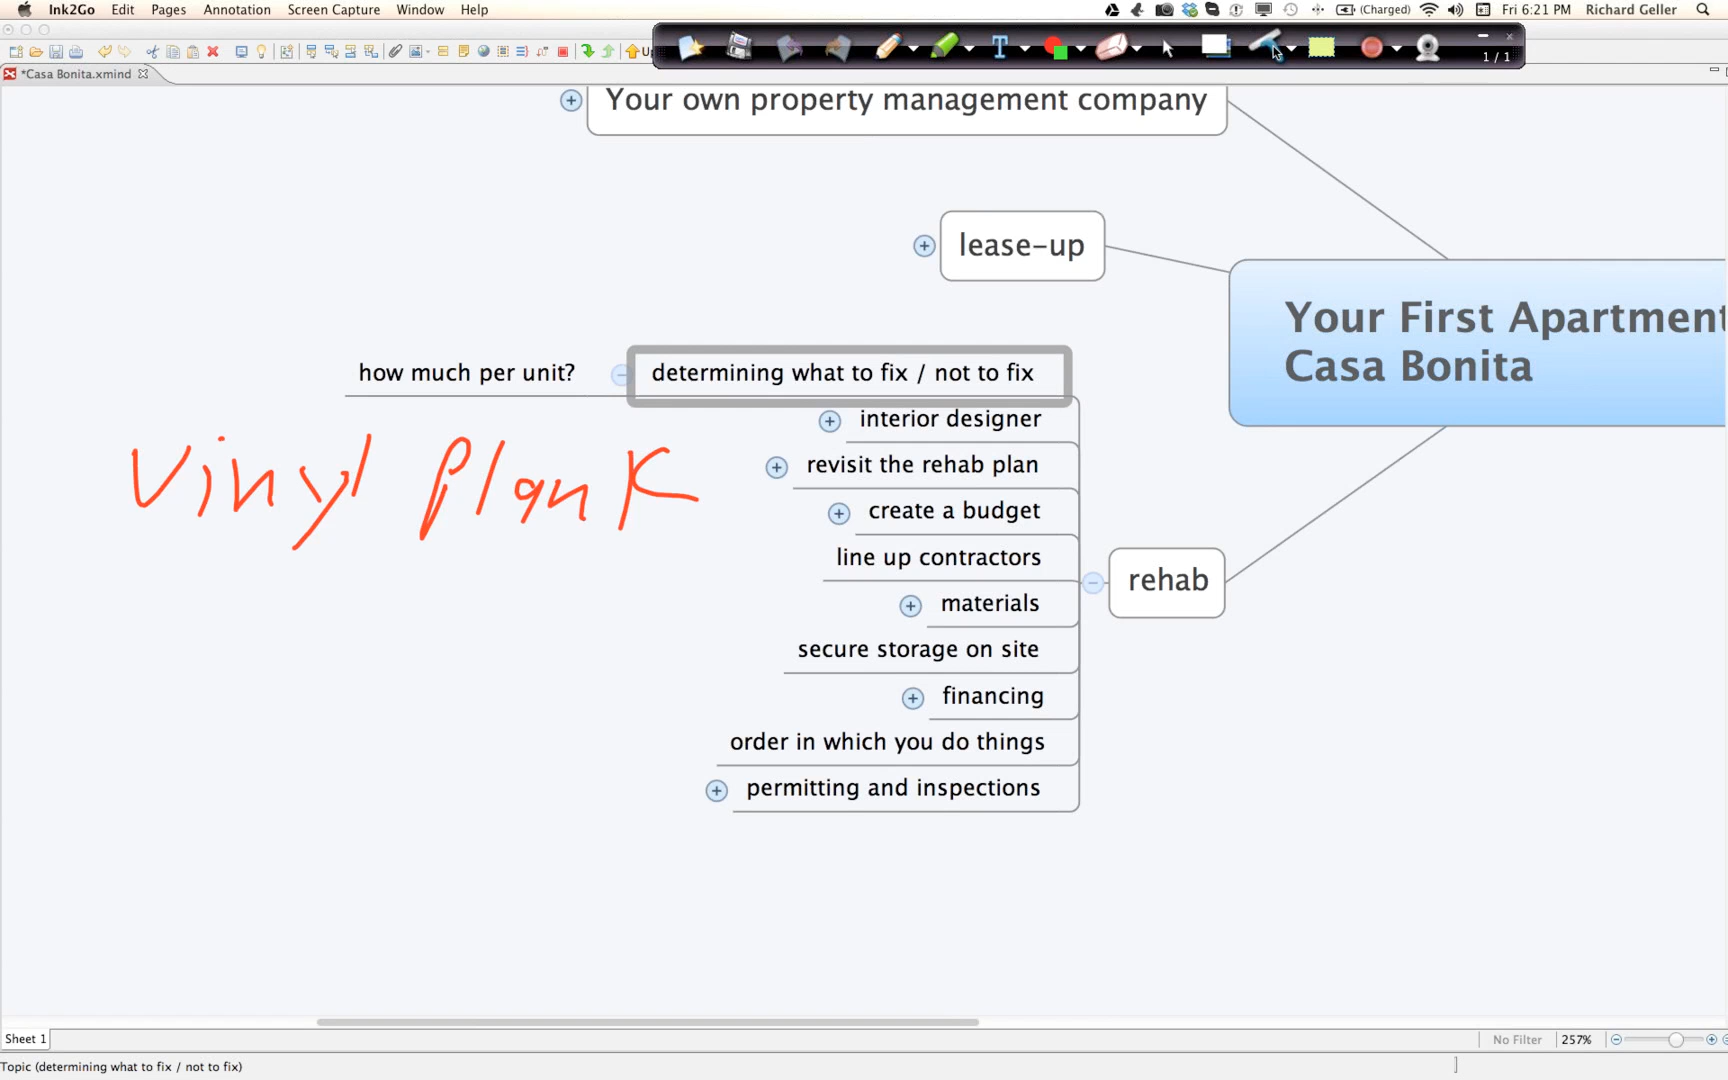 Ink2Go Edit Pages Annotation Screen Capture Window Help (Charged) Fri 6:21 PM Richard Geller
1 / 1
*Casa Bonita.xmind
Your own property management company
lease-up
Your First Apartment
Casa Bonita
how much per unit? determining what to fix / not to fix
interior designer
Vinyl Plank
revisit the rehab plan
create a budget
line up contractors
rehab
materials
secure storage on site
financing
order in which you do things
permitting and inspections
Sheet 1 No Filter 257%
Topic (determining what to fix / not to fix)